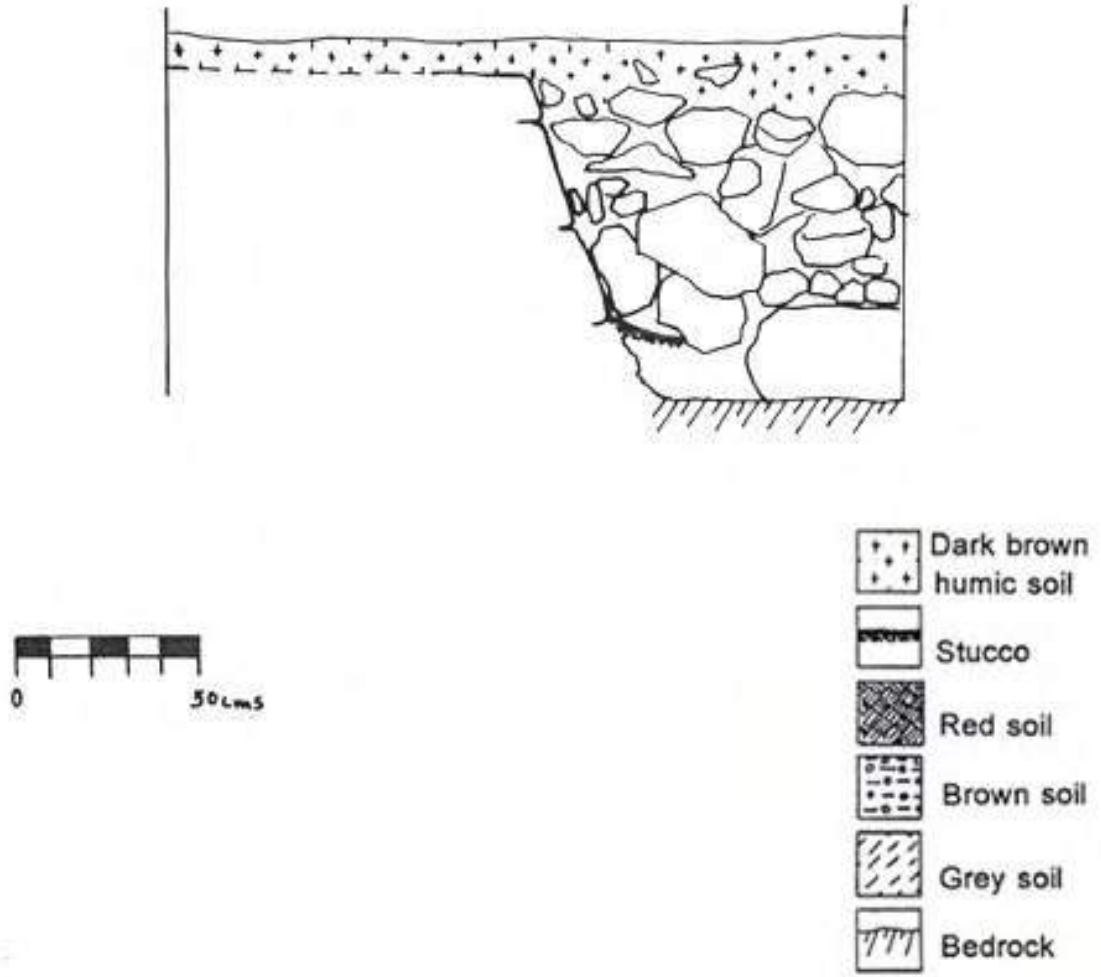 Dark brown
humic soil
Stucco
0 50cms
Red soil
Brown soil
Grey soil
Bedrock